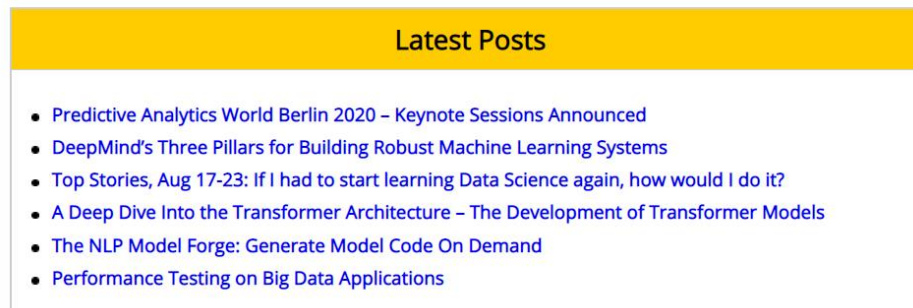 Latest Posts
Predictive Analytics World Berlin 2020 – Keynote Sessions Announced
DeepMind’s Three Pillars for Building Robust Machine Learning Systems
Top Stories, Aug 17-23: If I had to start learning Data Science again, how would I do it?
A Deep Dive Into the Transformer Architecture – The Development of Transformer Models
The NLP Model Forge: Generate Model Code On Demand
Performance Testing on Big Data Applications